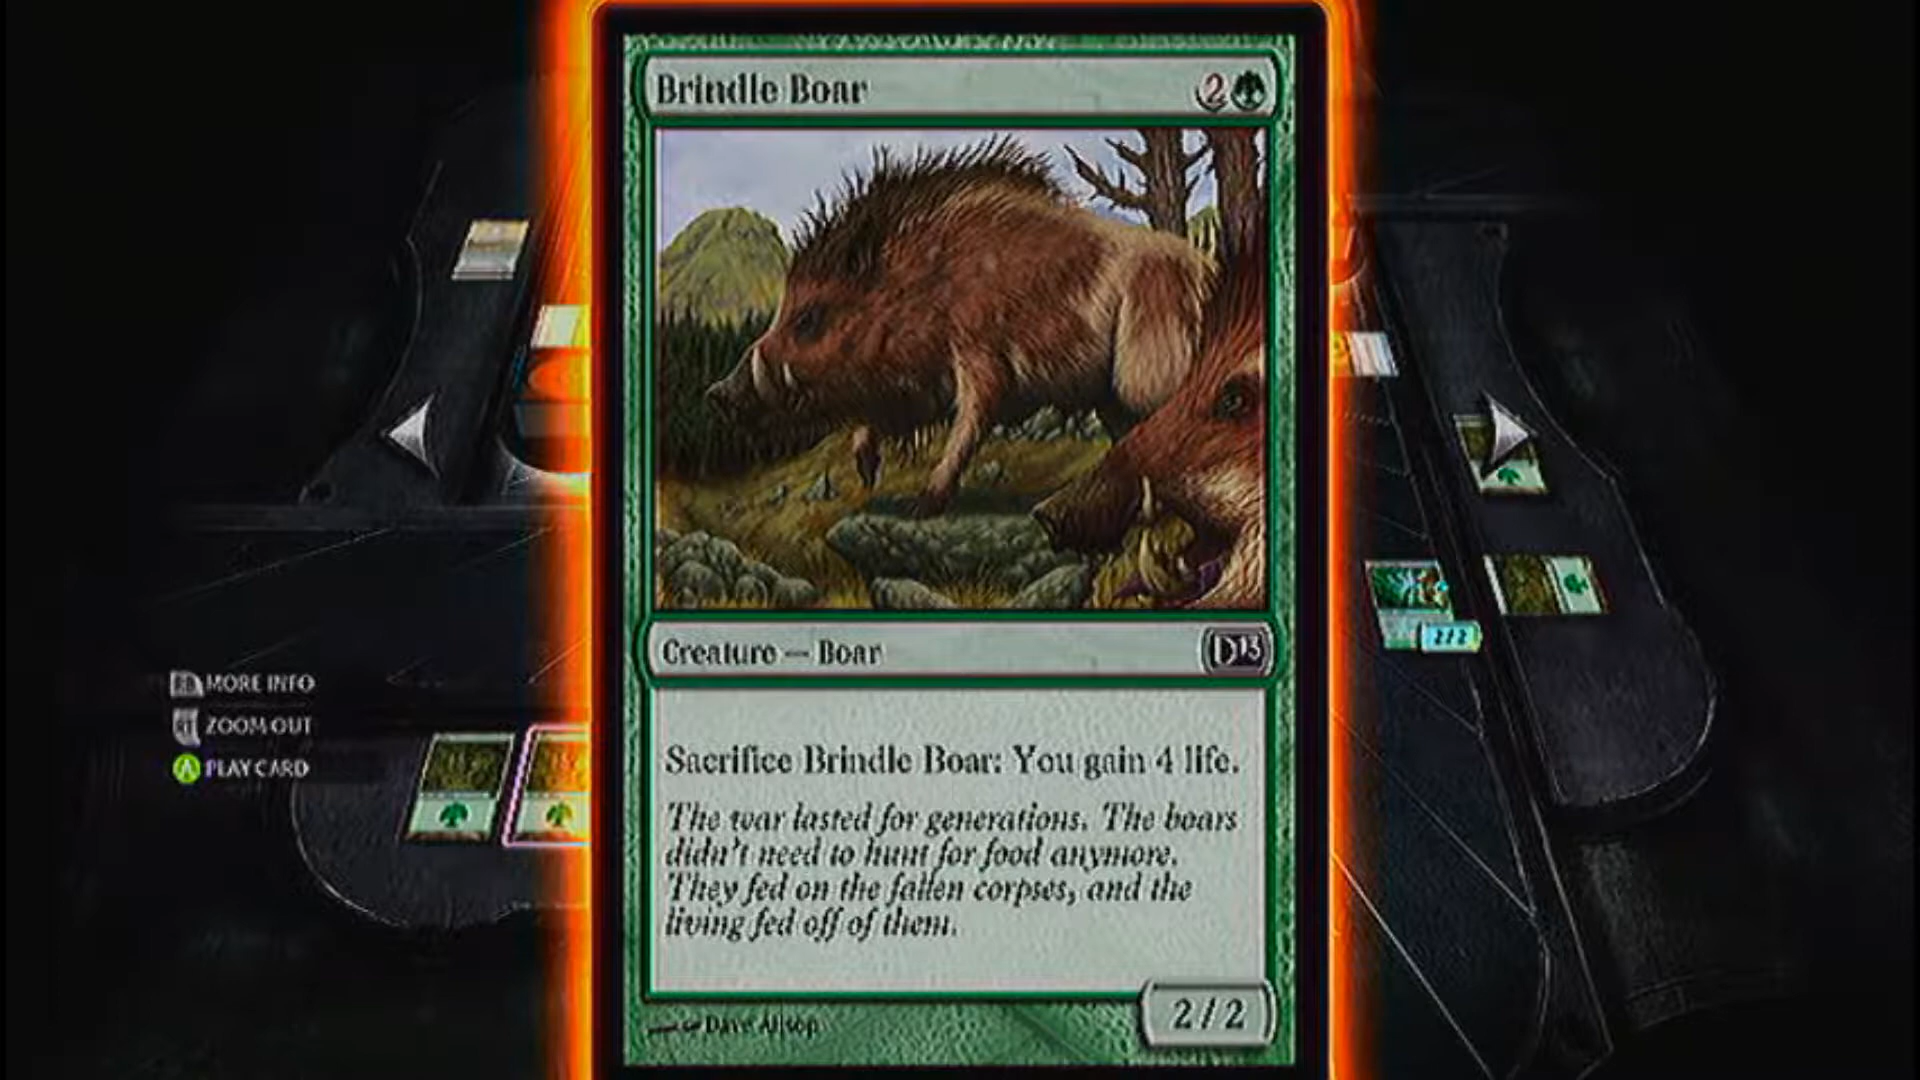 Brindle Boar 2
Creature — Boar D13
Sacrifice Brindle Boar: You gain 4 life.
The war lasted for generations. The boars
didn't need to hunt for food anymore.
They fed on the fallen corpses, and the
living fed off of them.
2/2
Dave Allsop
MORE INFO
ZOOM OUT
A PLAY CARD
2/2